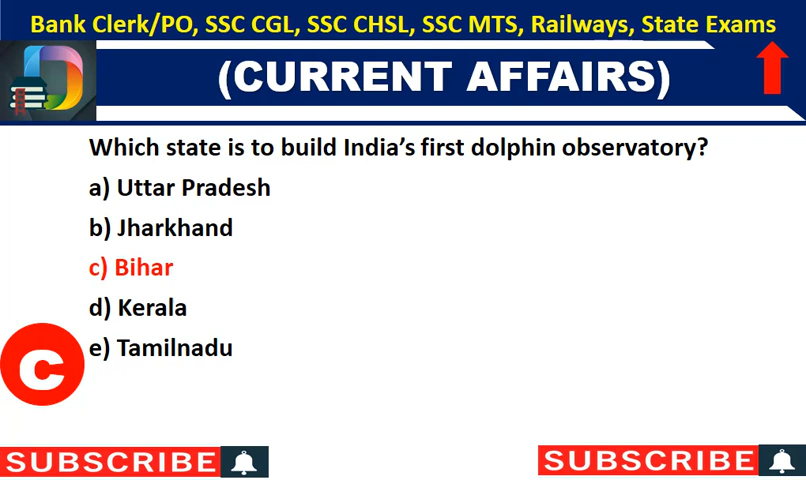 Bank Clerk/PO, SSC CGL, SSC CHSL, SSC MTS, Railways, State Exams
(CURRENT AFFAIRS)
Which state is to build India's first dolphin observatory?
a) Uttar Pradesh
b) Jharkhand
c) Bihar
d) Kerala
e) Tamilnadu
C
SUBSCRIBE
SUBSCRIBE